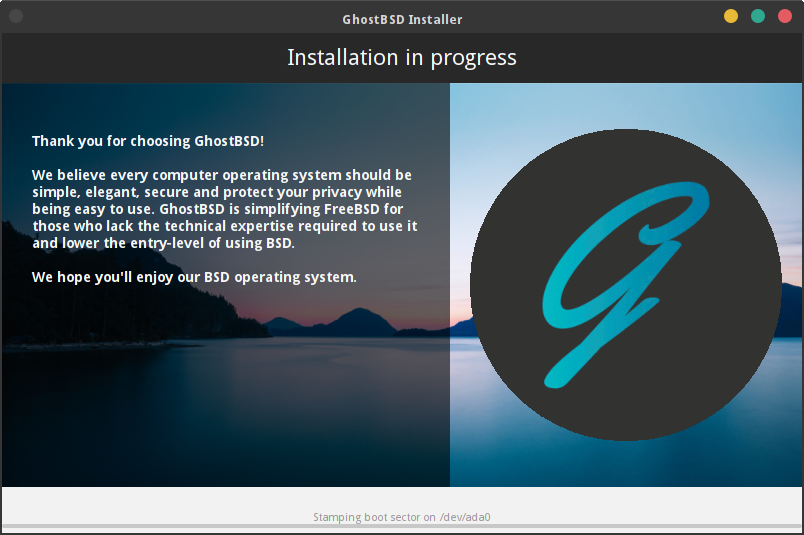 GhostBSD Installer
Installation in progress
Thank you for choosing GhostBSD!
We believe every computer operating system should be
simple, elegant, secure and protect your privacy while
being easy to use. GhostBSD is simplifying FreeBSD for
those who lack the technical expertise required to use it
and lower the entry-level of using BSD.
We hope you'll enjoy our BSD operating system.
Stamping boot sector on /dev/ada0